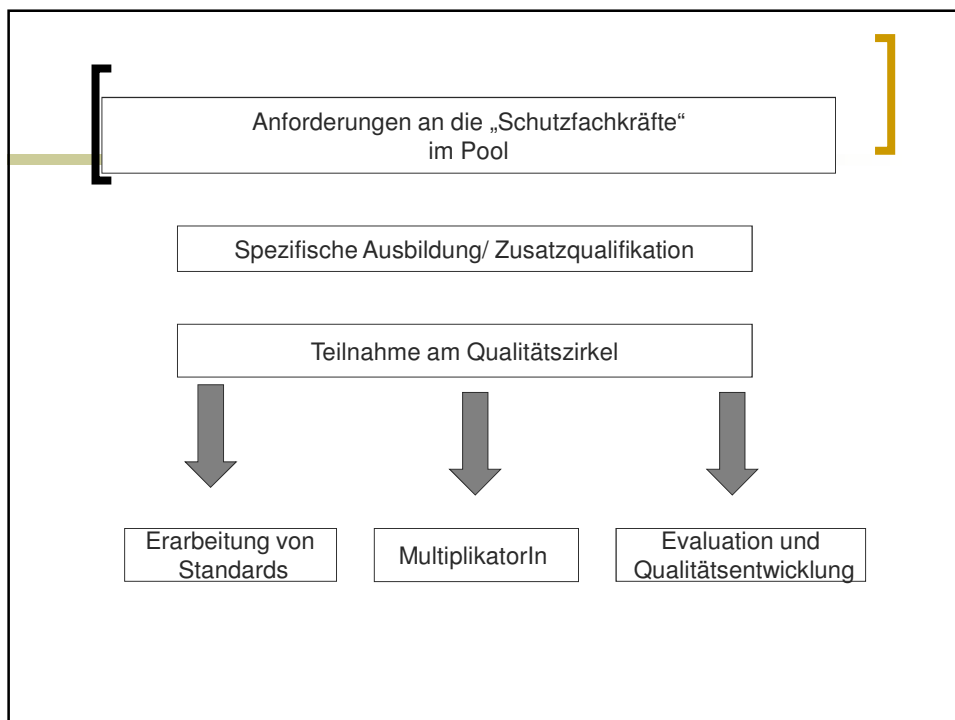 Anforderungen an die „Schutzfachkräfte“
im Pool
Spezifische Ausbildung/ Zusatzqualifikation
Teilnahme am Qualitätszirkel
Erarbeitung von
Standards
MultiplikatorIn
Evaluation und
Qualitätsentwicklung